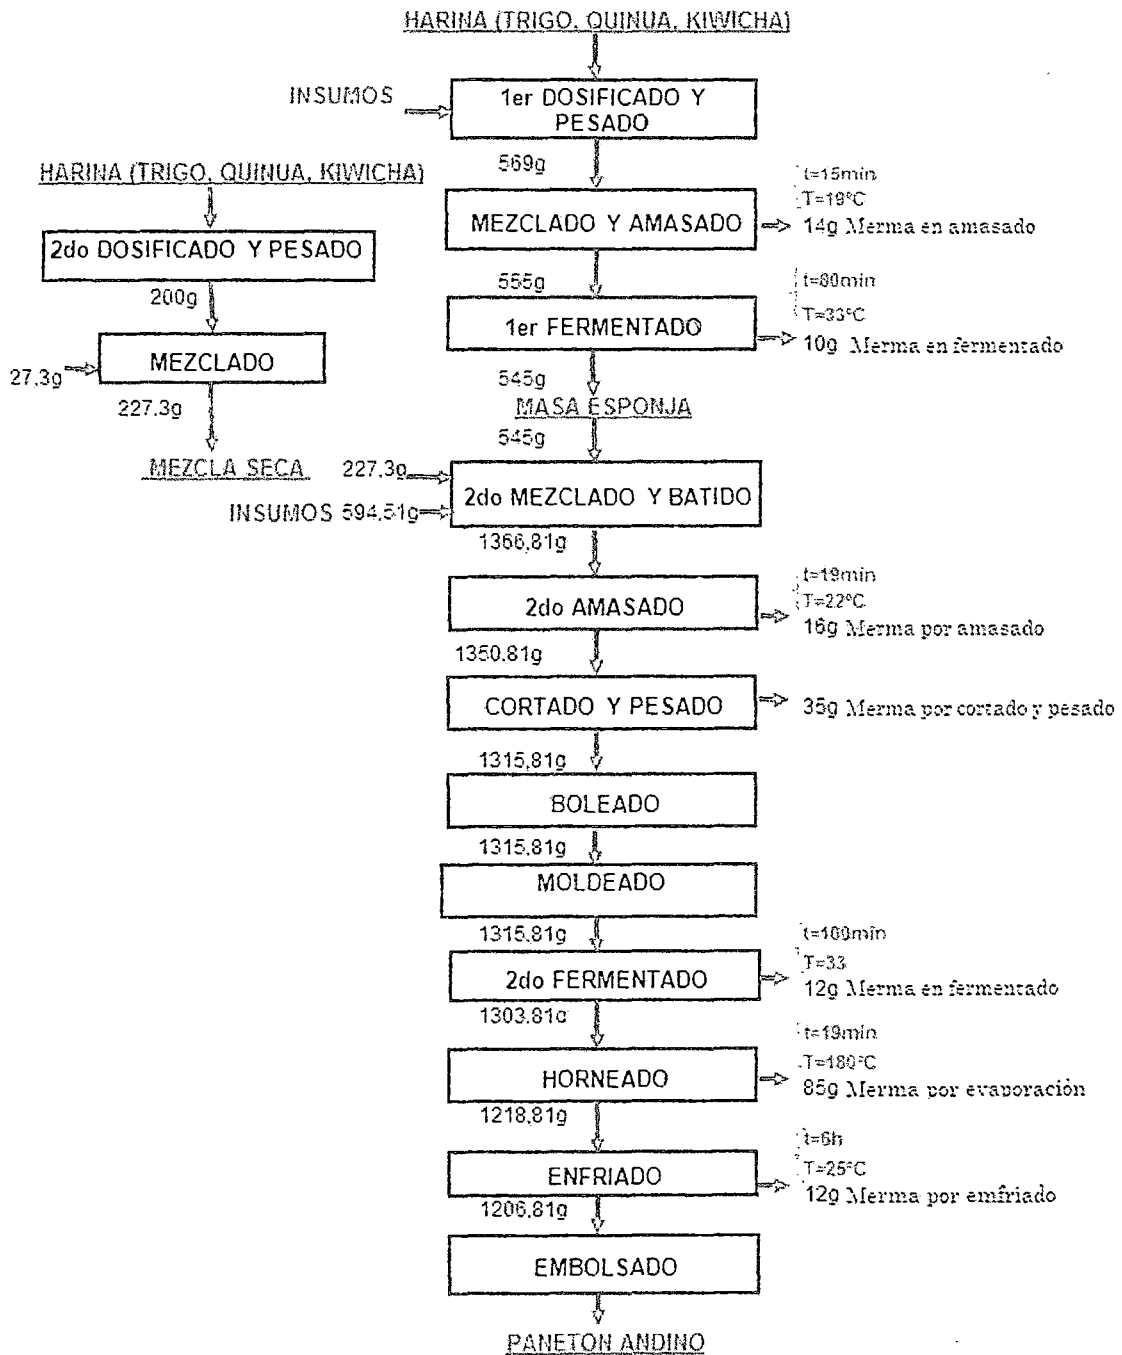 HARINA (TRIGO, QUINUA, KIWICHA)
INSUMOS
1er DOSIFICADO Y
PESADO
569g
HARINA (TRIGO, QUINUA, KIWICHA)
t=15min
T=19°C
14g Merma en amasado
MEZCLADO Y AMASADO
2do DOSIFICADO Y PESADO
200g
555g
t=80min
T=33°C
10g Merma en fermentado
1er FERMENTADO
MEZCLADO
27,3g
227,3g
545g
MASA ESPONJA
545g
MEZCLA SECA
227,3g
INSUMOS 594,51g
2do MEZCLADO Y BATIDO
1366,81g
t=19min
T=22°C
16g Merma por amasado
2do AMASADO
1350,81g
CORTADO Y PESADO
35g Merma por cortado y pesado
1315,81g
BOLEADO
1315,81g
MOLDEADO
1315,81g
t=100min
T=33
12g Merma en fermentado
2do FERMENTADO
1303,81g
t=19min
T=180°C
85g Merma por evaporación
HORNEADO
1218,81g
t=6h
T=25°C
12g Merma por emfriado
ENFRIADO
1206,81g
EMBOLSADO
PANETON ANDINO